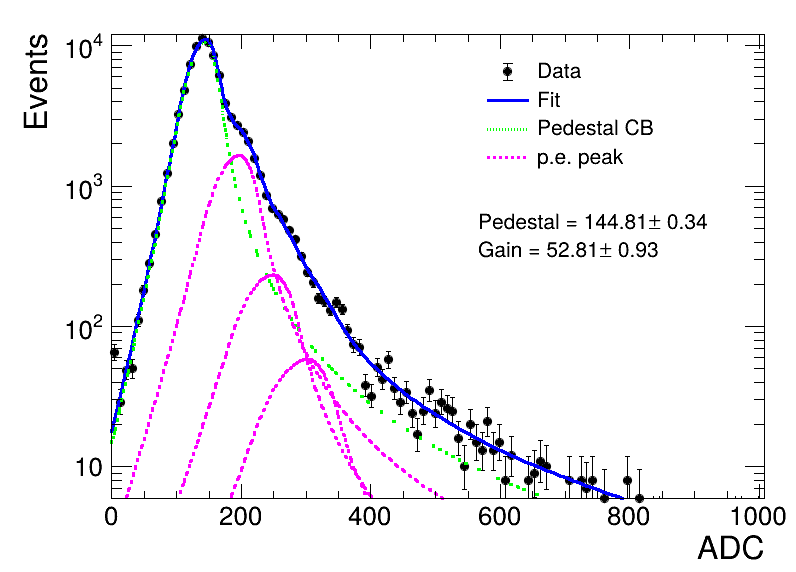 Events
10⁴
10³
10²
10
Data
Fit
Pedestal CB
p.e. peak
Pedestal = 144.81± 0.34
Gain = 52.81± 0.93
0 200 400 600 800 1000
ADC